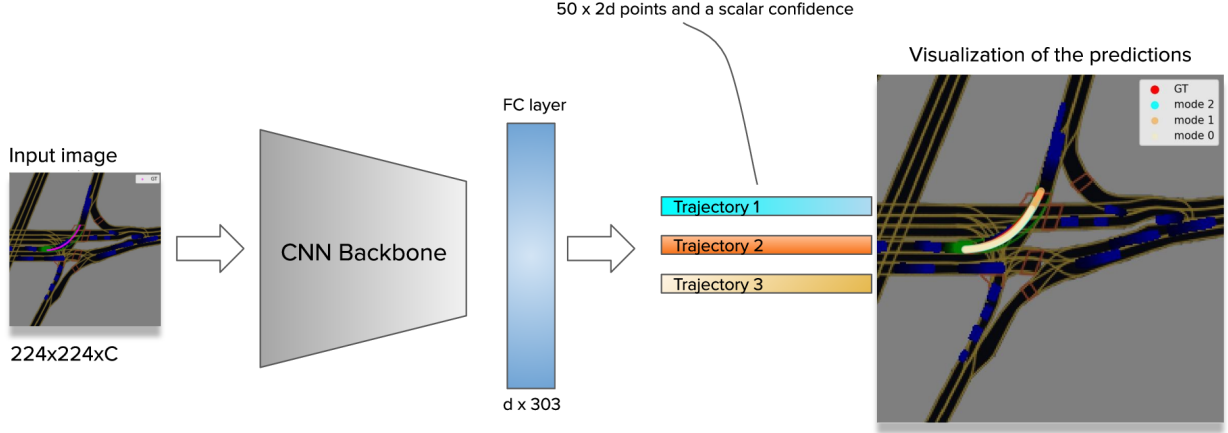 50 x 2d points and a scalar confidence
Visualization of the predictions
GT
mode 2
mode 1
mode 0
FC layer
Input image
GT
CNN Backbone
Trajectory 1
Trajectory 2
Trajectory 3
224x224xC
d x 303